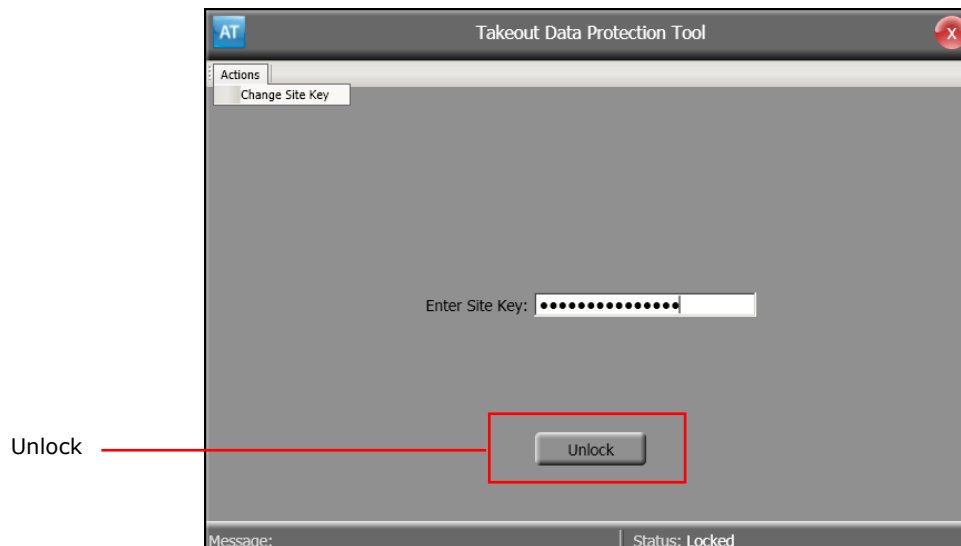 AT
Takeout Data Protection Tool
X
Actions
Change Site Key
Enter Site Key: ●●●●●●●●●●●●●●●
Unlock
Unlock
Message:
Status: Locked